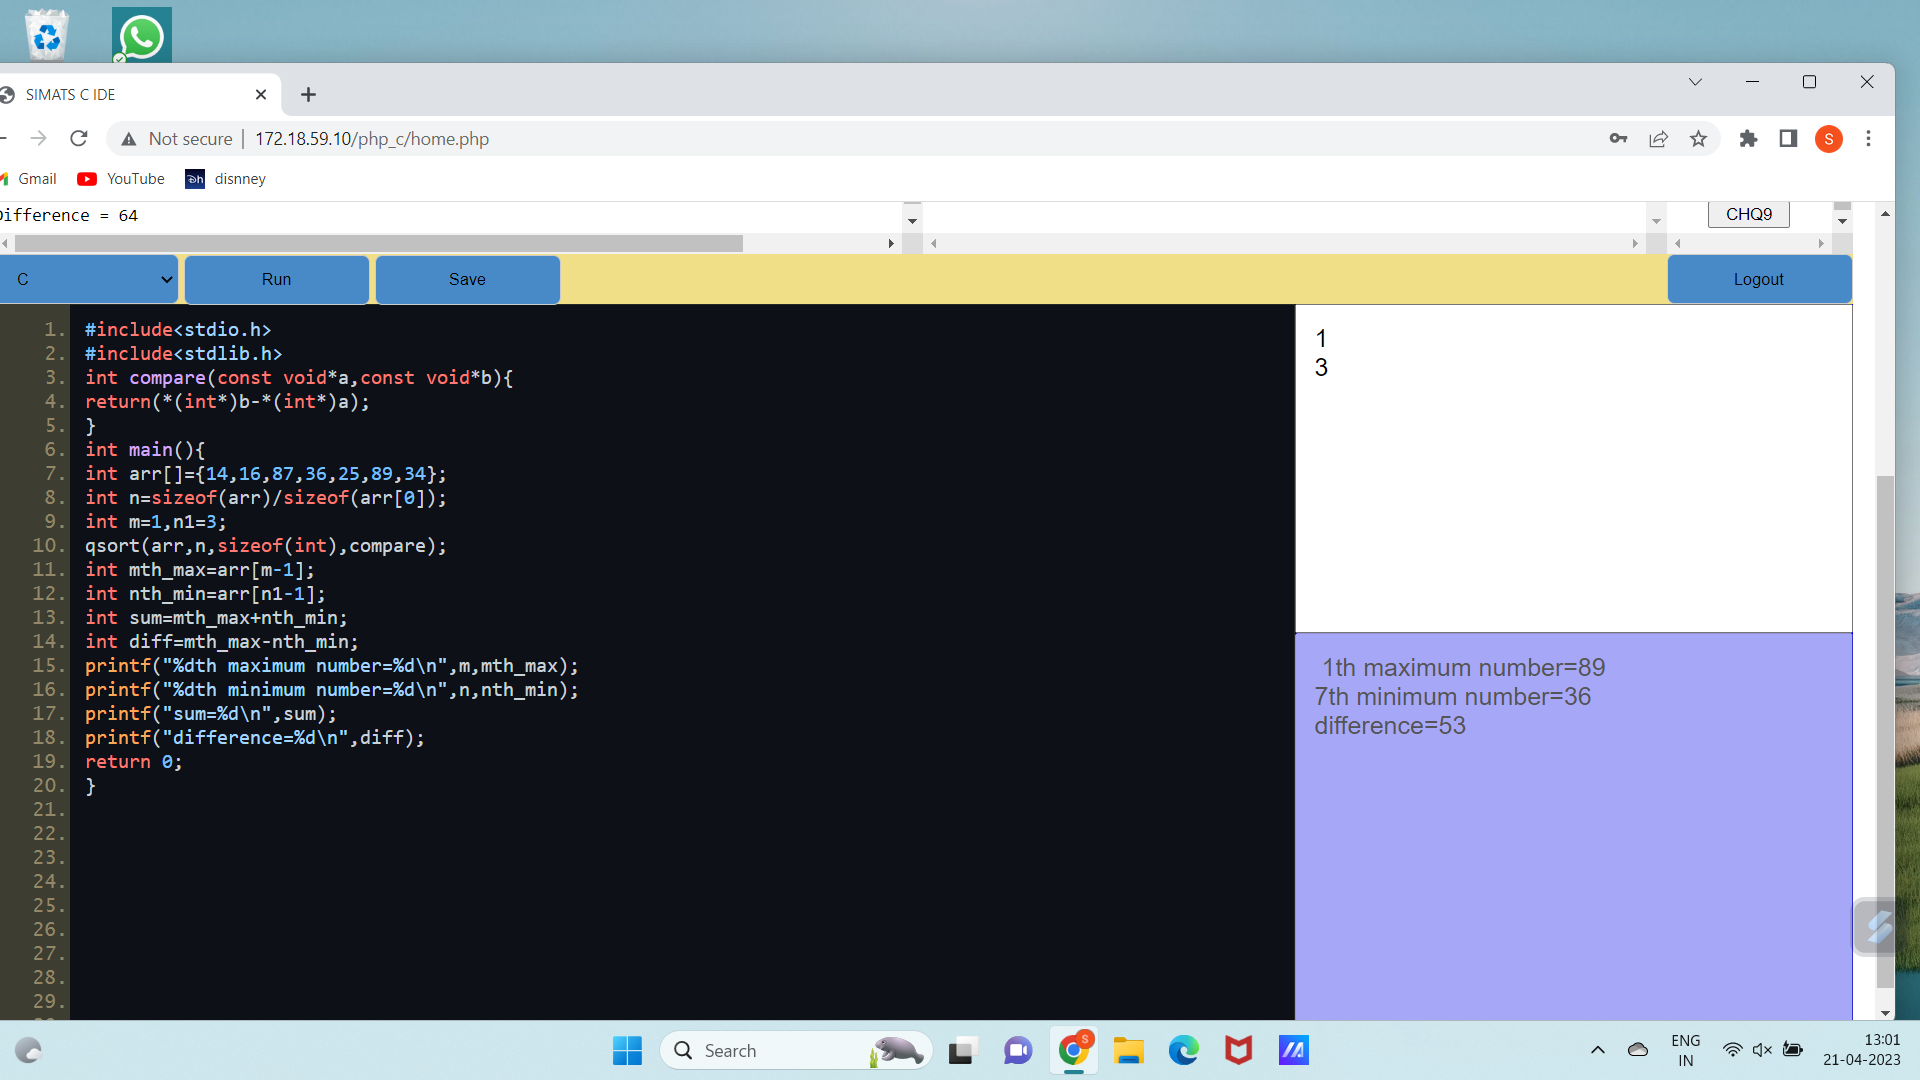 SIMATS C IDE
Not secure | 172.18.59.10/php_c/home.php
S
Gmail YouTube disnney
Difference = 64
CHQ9
C Run Save Logout
1. #include<stdio.h>
2. #include<stdlib.h>
3. int compare(const void*a,const void*b){
4. return(*(int*)b-*(int*)a);
5. }
6. int main(){
7. int arr[]={14,16,87,36,25,89,34};
8. int n=sizeof(arr)/sizeof(arr[0]);
9. int m=1,n1=3;
10. qsort(arr,n,sizeof(int),compare);
11. int mth_max=arr[m-1];
12. int nth_min=arr[n1-1];
13. int sum=mth_max+nth_min;
14. int diff=mth_max-nth_min;
15. printf("%dth maximum number=%d\n",m,mth_max);
16. printf("%dth minimum number=%d\n",n,nth_min);
17. printf("sum=%d\n",sum);
18. printf("difference=%d\n",diff);
19. return 0;
20. }
21.
22.
23.
24.
25.
26.
27.
28.
29.
1
3
1th maximum number=89
7th minimum number=36
difference=53
Search
S
ENG
IN
13:01
21-04-2023